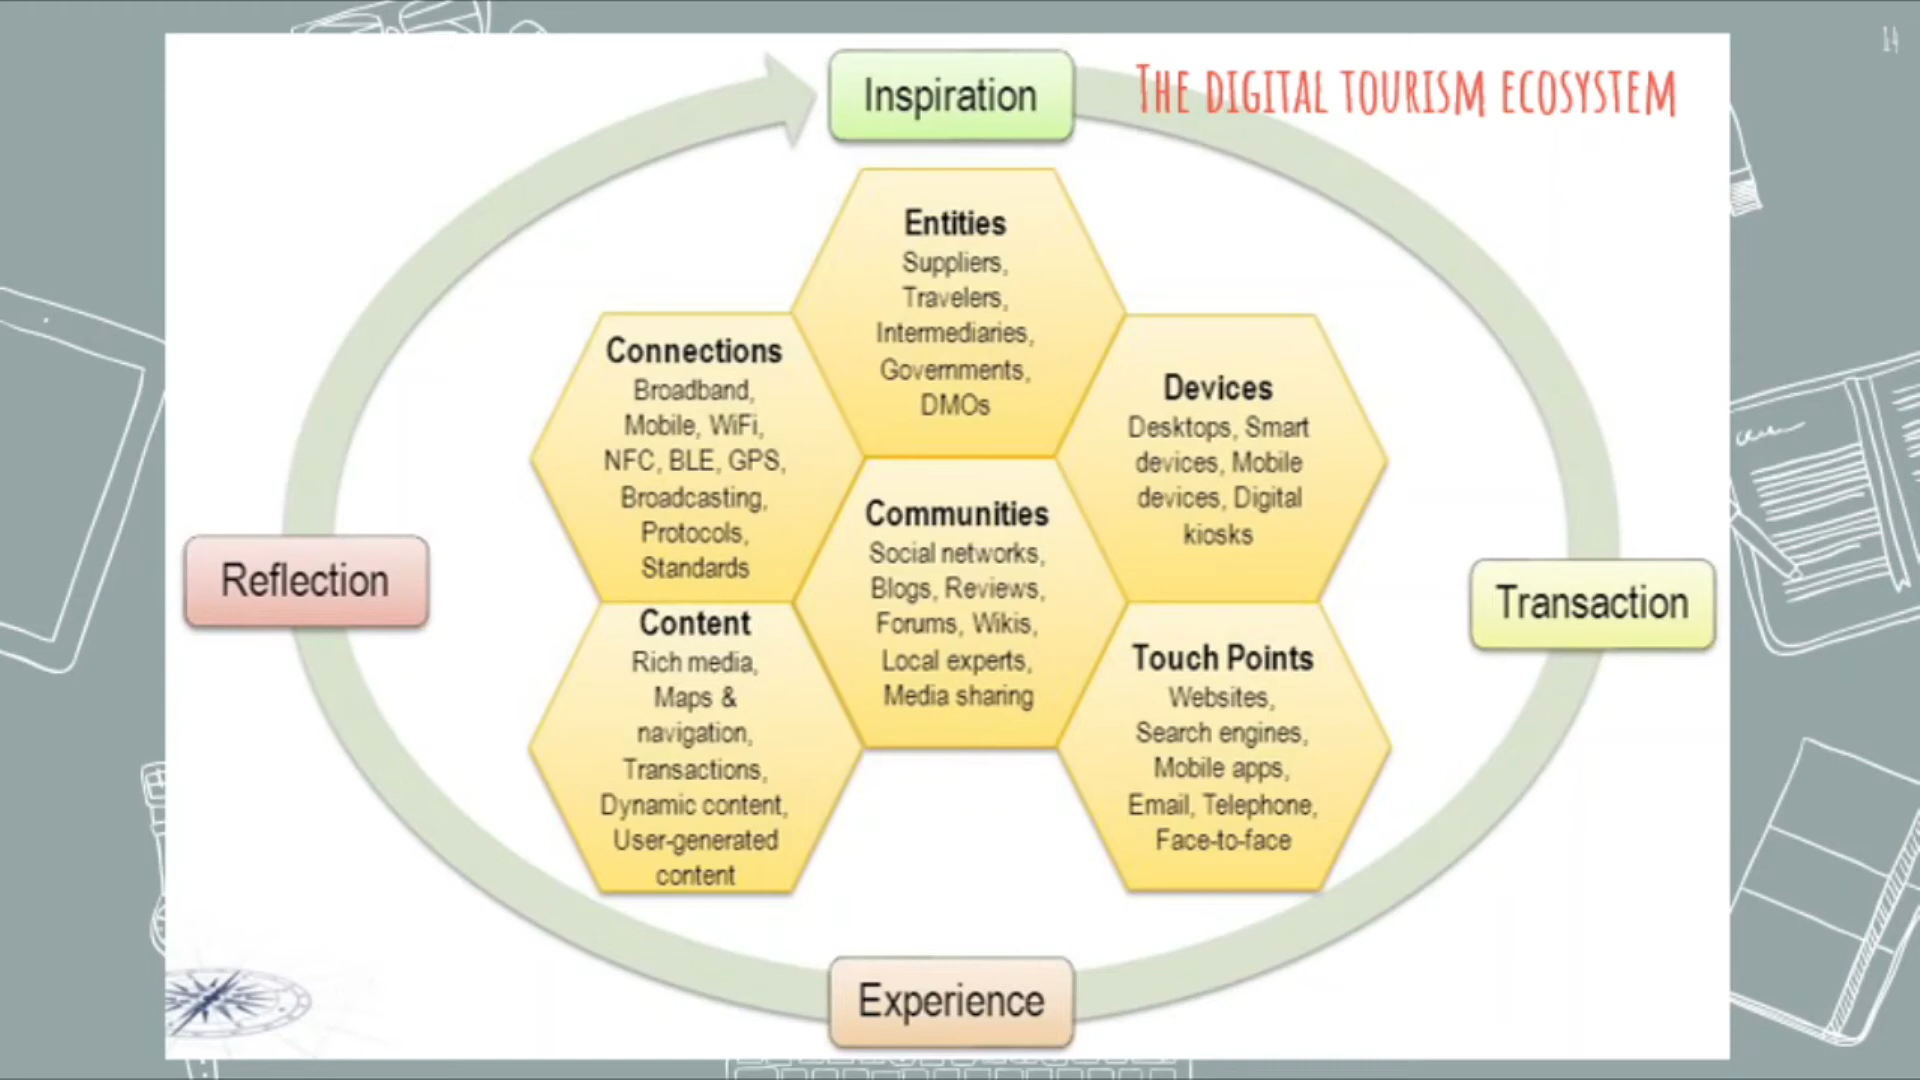 14
THE DIGITAL TOURISM ECOSYSTEM
Inspiration
Entities
Suppliers,
Travelers,
Intermediaries,
Governments,
DMOs
Connections
Broadband,
Mobile, WiFi,
NFC, BLE, GPS,
Broadcasting,
Protocols,
Standards
Devices
Desktops, Smart
devices, Mobile
devices, Digital
kiosks
Communities
Social networks,
Blogs, Reviews,
Forums, Wikis,
Local experts,
Media sharing
Reflection
Transaction
Content
Rich media,
Maps &
navigation,
Transactions,
Dynamic content,
User-generated
content
Touch Points
Websites,
Search engines,
Mobile apps,
Email, Telephone,
Face-to-face
Experience